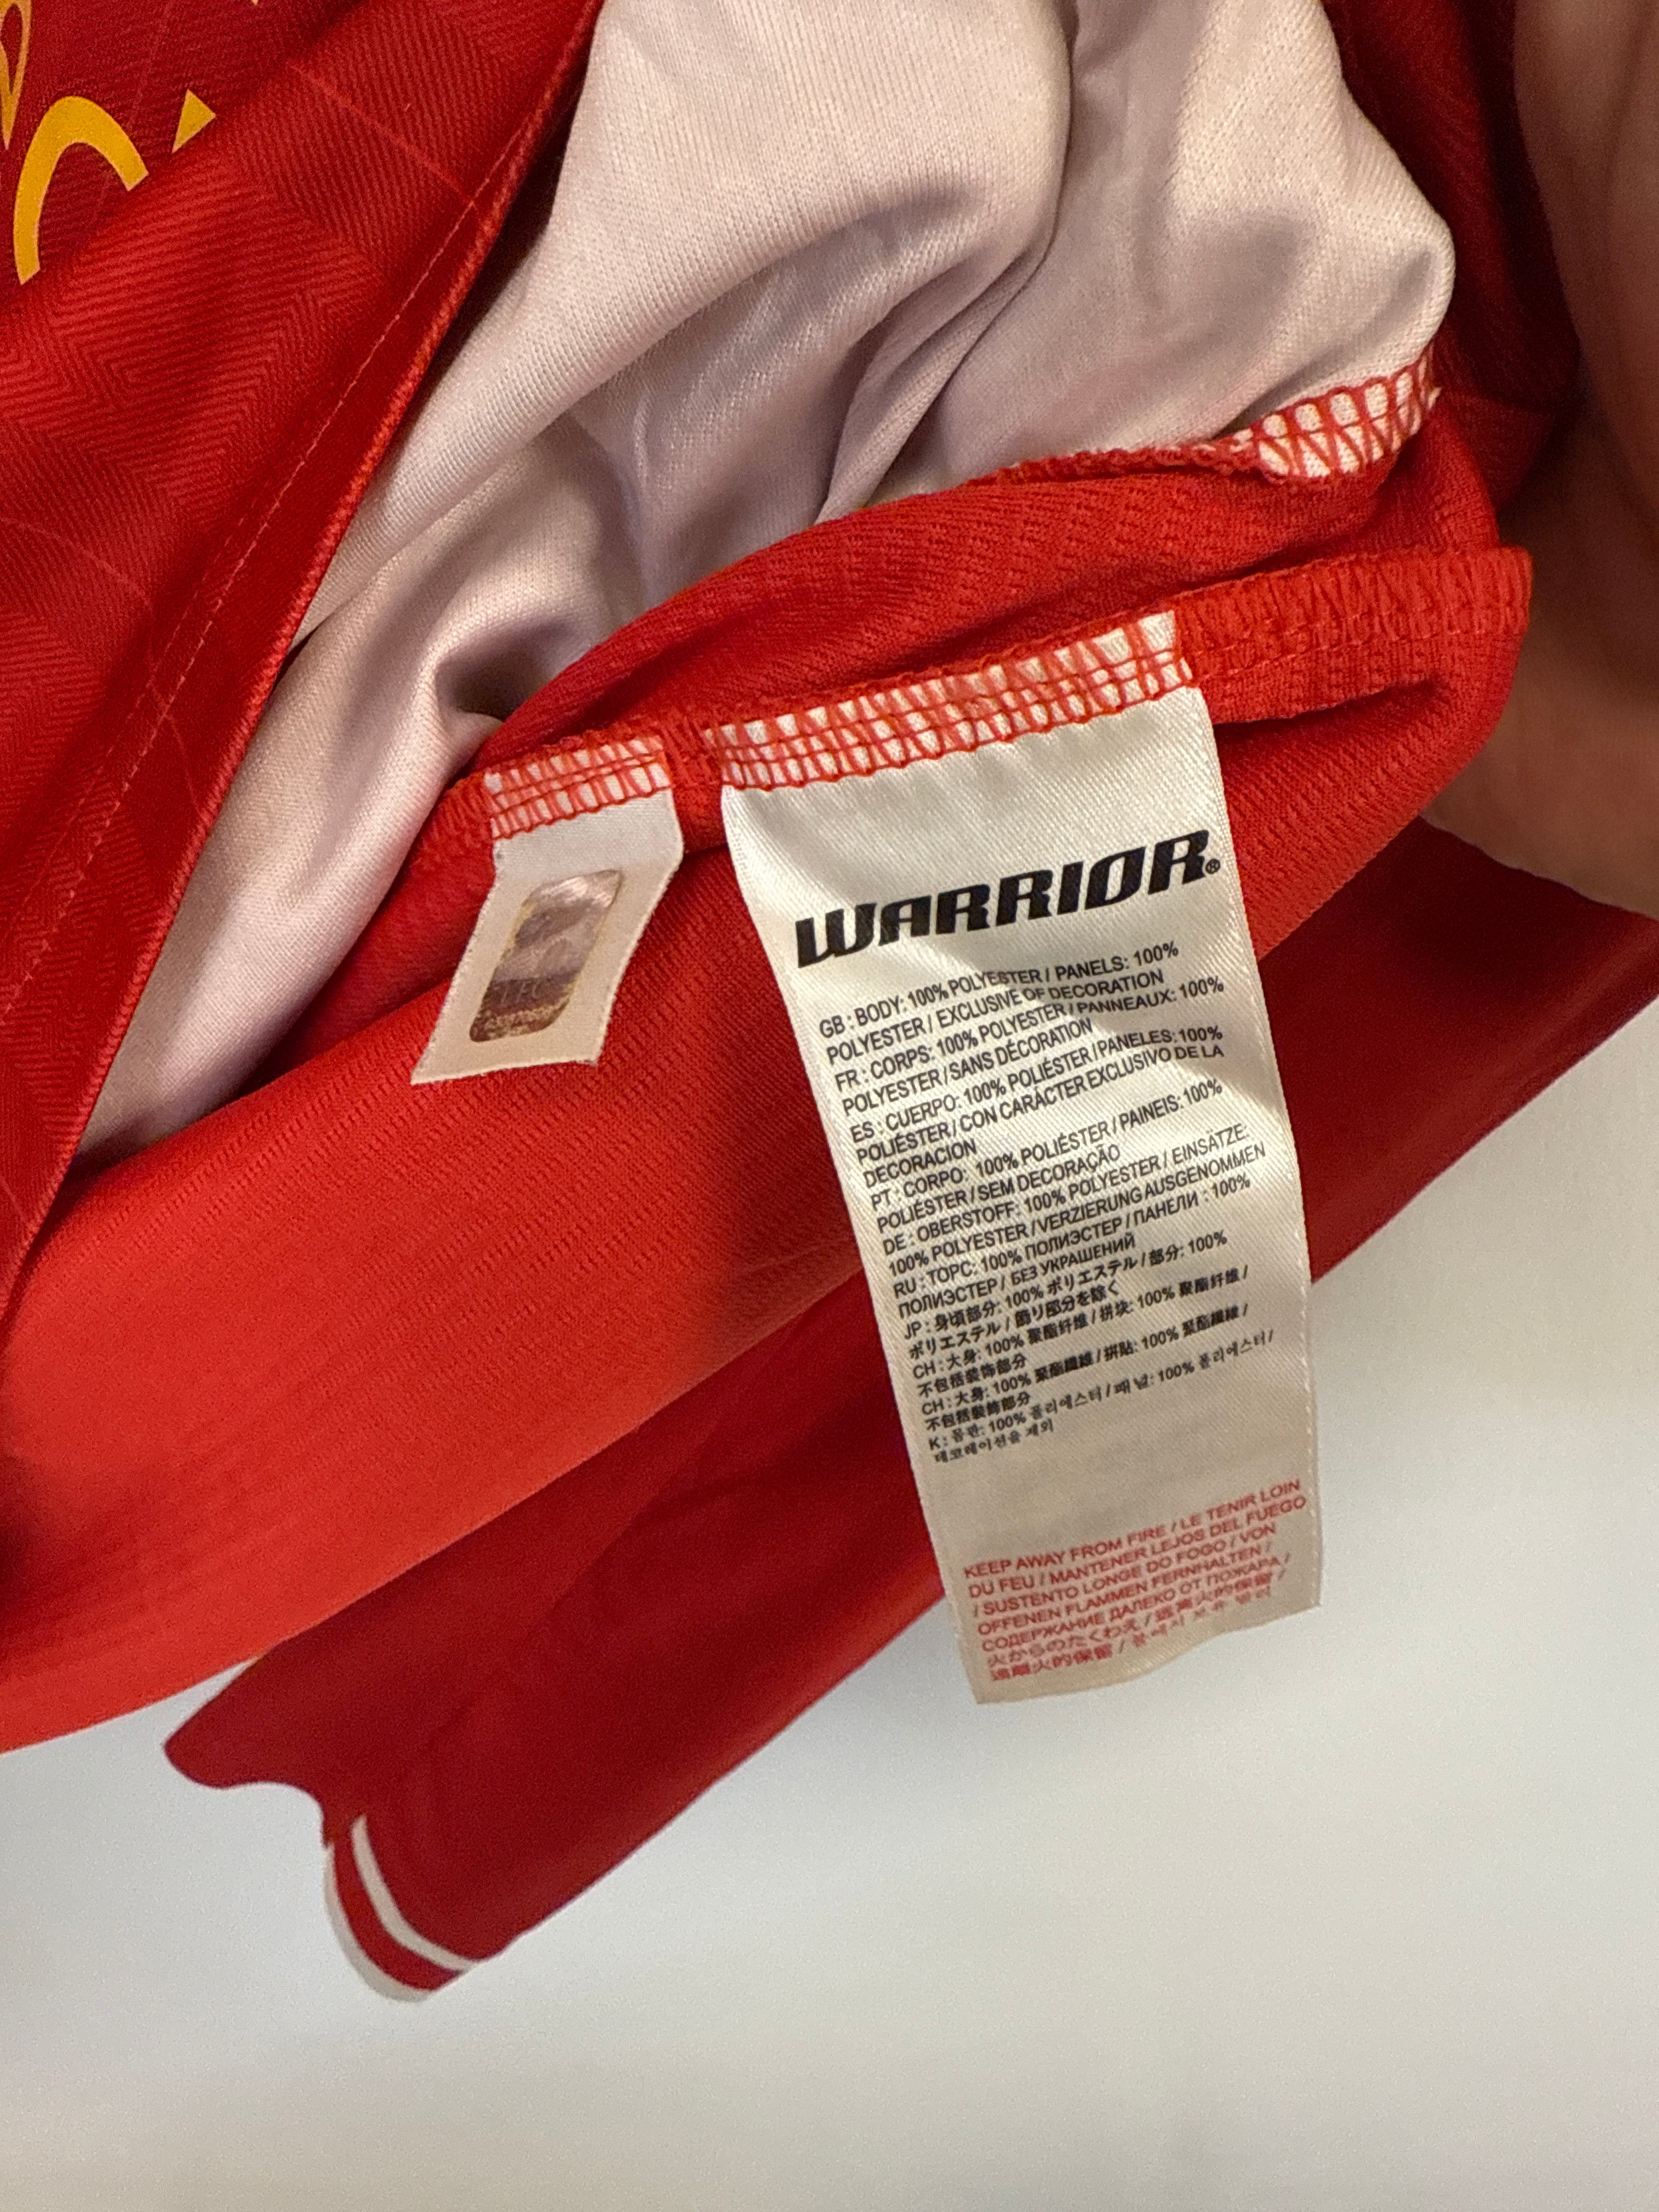 LFC
WARRIOR®
GB : BODY: 100% POLYESTER / PANELS: 100%
POLYESTER / EXCLUSIVE OF DECORATION
FR : CORPS: 100% POLYESTER / PANNEAUX: 100%
POLYESTER / SANS DÉCORATION
ES : CUERPO: 100% POLIÉSTER / PANELES: 100%
POLIÉSTER / CON CARÁCTER EXCLUSIVO DE LA
DECORACION
PT : CORPO: 100% POLIÉSTER / PAINEIS: 100%
POLIÉSTER / SEM DECORAÇÃO
DE : OBERSTOFF: 100% POLYESTER / EINSÄTZE:
100% POLYESTER / VERZIERUNG AUSGENOMMEN
RU : ТОРС: 100% ПОЛИЭСТЕР / ПАНЕЛИ : 100%
ПОЛИЭСТЕР / БЕЗ УКРАШЕНИЙ
JP : 身頃部分: 100% ポリエステル / 部分: 100%
ポリエステル / 飾り部分を除く
CH : 大身: 100% 聚酯纤维 / 拼块: 100% 聚酯纤维 /
不包括装饰部分
CH : 大身: 100% 聚酯纖維 / 拼貼: 100% 聚酯纖維 /
不包括裝飾部分
K : 몸판: 100% 폴리에스터 / 패널: 100% 폴리에스터 /
데코레이션을 제외
KEEP AWAY FROM FIRE / LE TENIR LOIN
DU FEU / MANTENER LEJOS DEL FUEGO
/ SUSTENTO LONGE DO FOGO / VON
OFFENEN FLAMMEN FERNHALTEN /
СОДЕРЖАНИЕ ДАЛЕКО ОТ ПОЖАРА /
火からのたくわえ / 远离火的保留 /
遠離火的保留 /